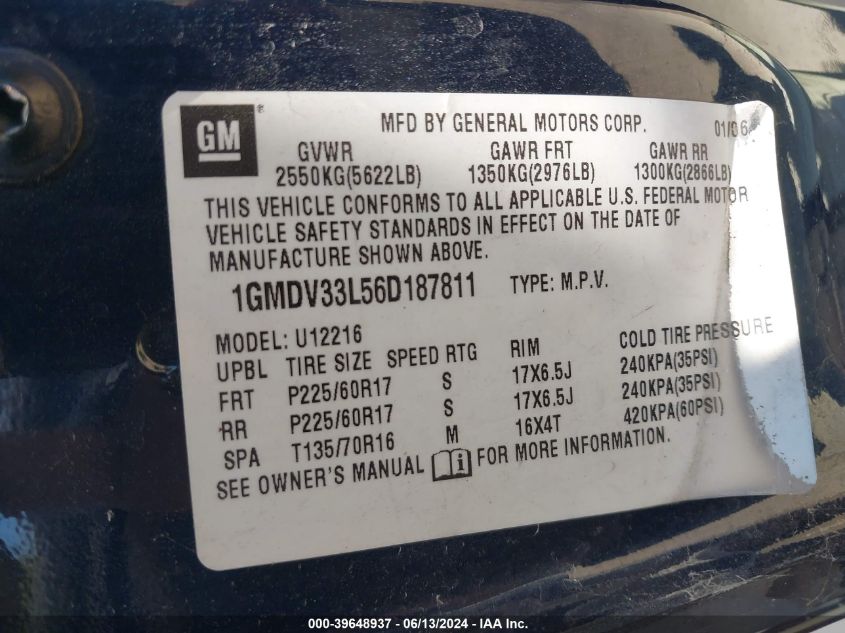 GM ® MFD BY GENERAL MOTORS CORP. 01/06
GVWR GAWR FRT GAWR RR
2550KG(5622LB) 1350KG(2976LB) 1300KG(2866LB)
THIS VEHICLE CONFORMS TO ALL APPLICABLE U.S. FEDERAL MOTOR
VEHICLE SAFETY STANDARDS IN EFFECT ON THE DATE OF
MANUFACTURE SHOWN ABOVE.
1GMDV33L56D187811 TYPE: M.P.V.
MODEL: U12216
UPBL TIRE SIZE SPEED RTG RIM COLD TIRE PRESSURE
FRT P225/60R17 S 17X6.5J 240KPA(35PSI)
RR P225/60R17 S 17X6.5J 240KPA(35PSI)
SPA T135/70R16 M 16X4T 420KPA(60PSI)
SEE OWNER'S MANUAL i FOR MORE INFORMATION.
000-39648937 - 06/13/2024 - IAA Inc.